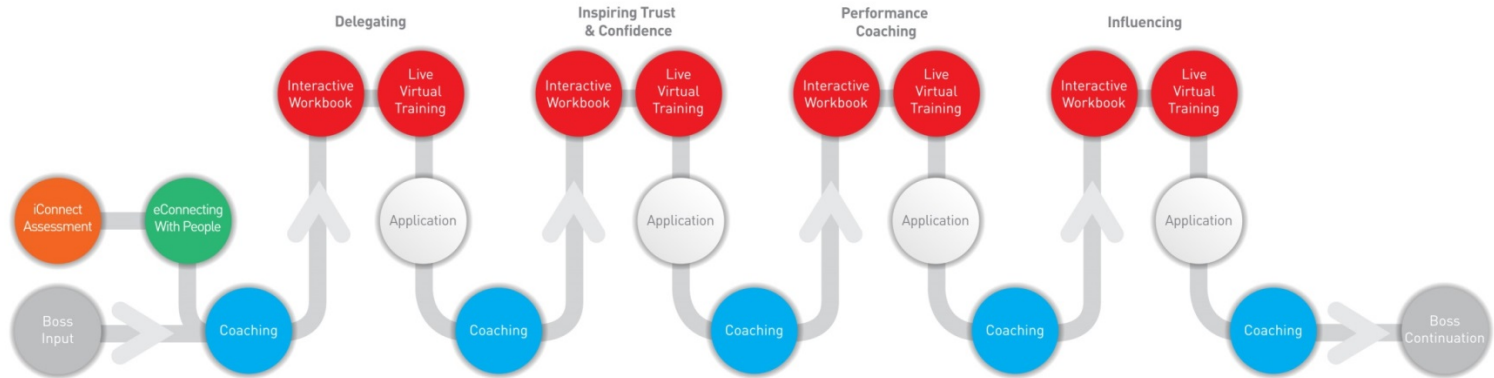 Delegating
Inspiring Trust
& Confidence
Performance
Coaching
Influencing
Interactive
Workbook
Live
Virtual
Training
Interactive
Workbook
Live
Virtual
Training
Interactive
Workbook
Live
Virtual
Training
Interactive
Workbook
Live
Virtual
Training
iConnect
Assessment
eConnecting
With People
Application
Application
Application
Application
Boss
Input
Coaching
Coaching
Coaching
Coaching
Coaching
Boss
Continuation